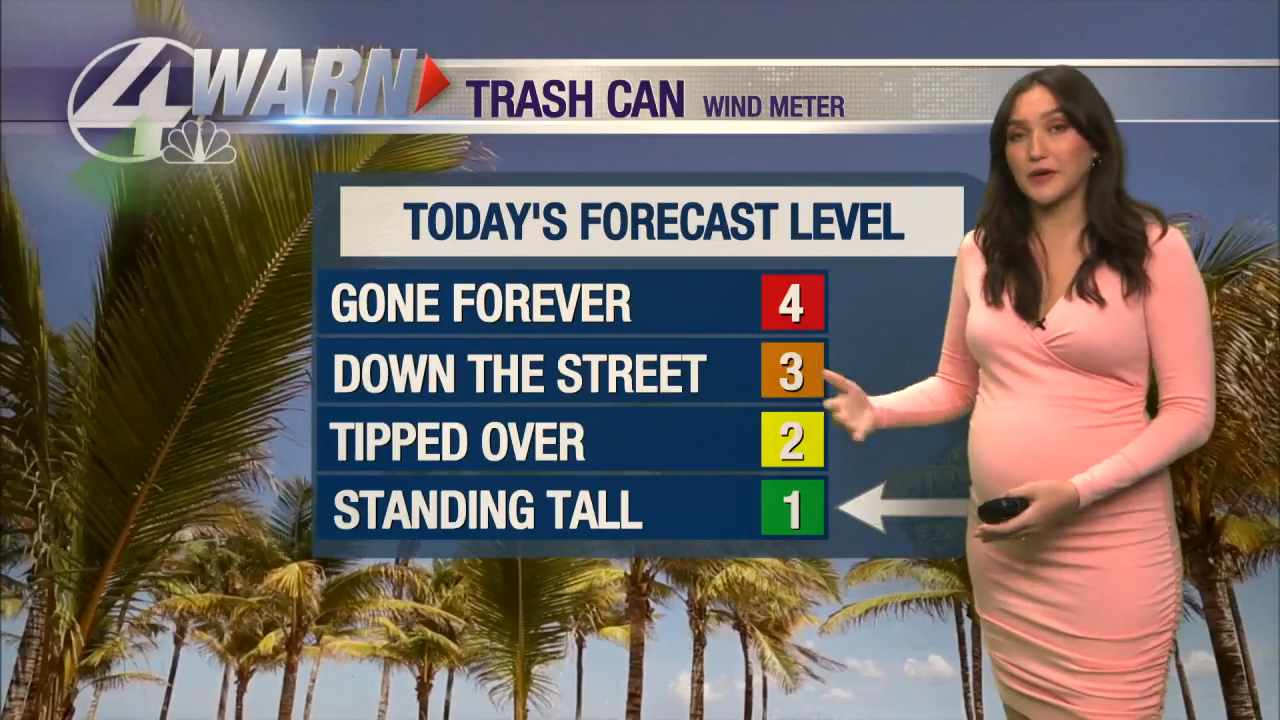 4WARN
TRASH CAN WIND METER
TODAY'S FORECAST LEVEL
GONE FOREVER 4
DOWN THE STREET 3
TIPPED OVER 2
STANDING TALL 1